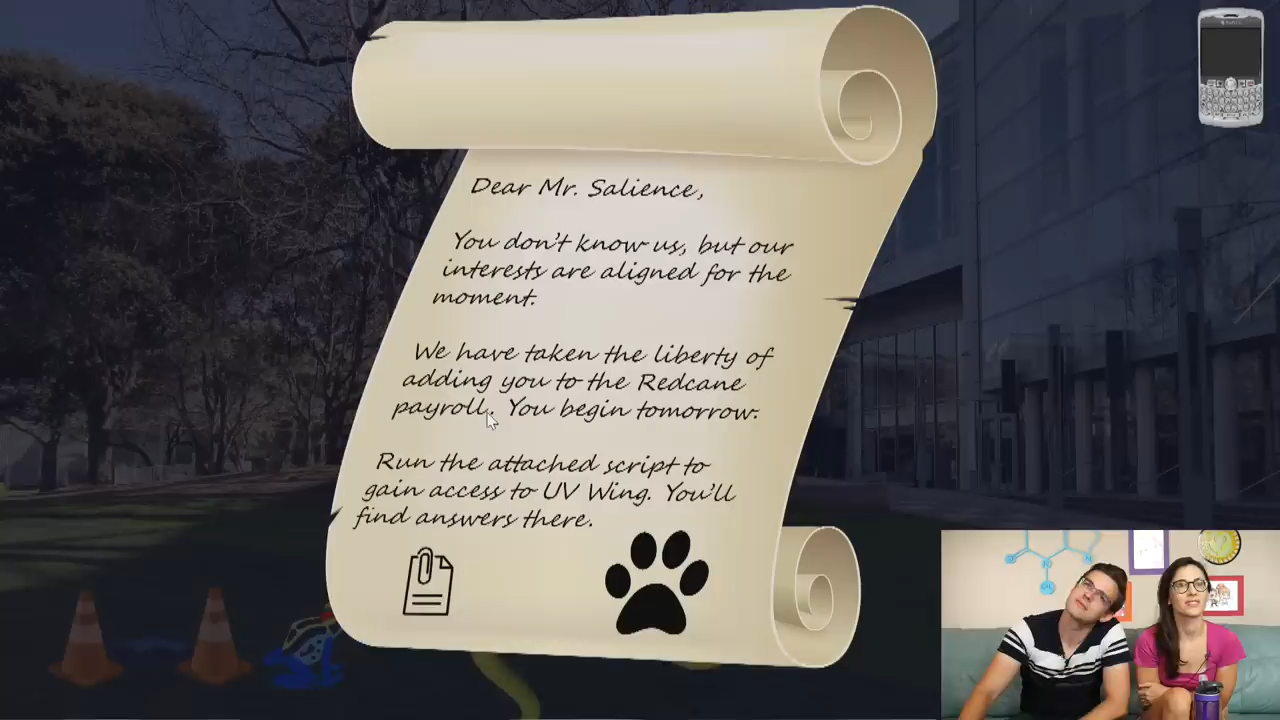 Dear Mr. Salience,
You don't know us, but our
interests are aligned for the
moment.
We have taken the liberty of
adding you to the Redcane
payroll. You begin tomorrow.
Run the attached script to
gain access to UV Wing. You'll
find answers there.